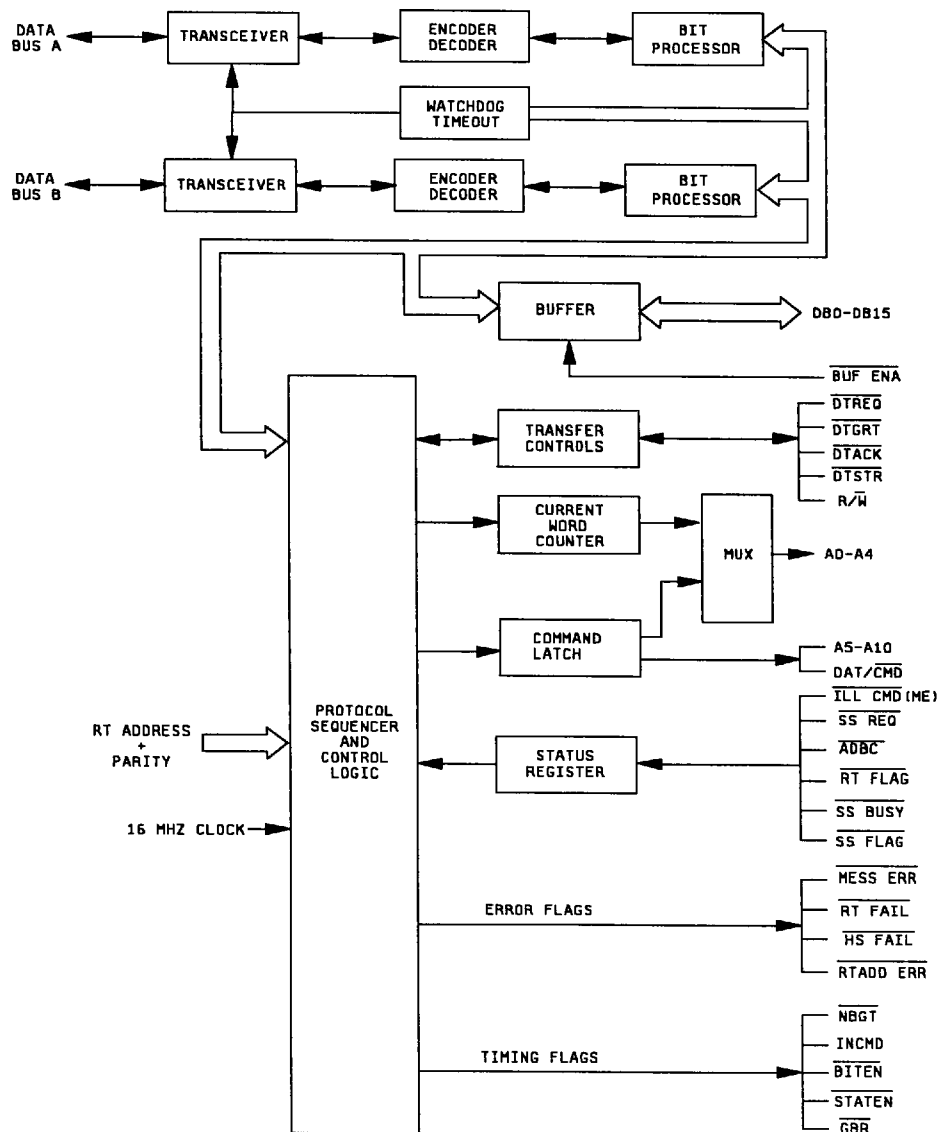 DATA
BUS A
TRANSCEIVER
ENCODER
DECODER
BIT
PROCESSOR
WATCHDOG
TIMEOUT
DATA
BUS B
TRANSCEIVER
ENCODER
DECODER
BIT
PROCESSOR
BUFFER
DB0-DB15
BUF ENA
TRANSFER
CONTROLS
DTREQ
DTGRT
DTACK
DTSTR
R/W
CURRENT
WORD
COUNTER
MUX
A0-A4
COMMAND
LATCH
A5-A10
DAT/CMD
PROTOCOL
SEQUENCER
AND
CONTROL
LOGIC
RT ADDRESS
+
PARITY
16 MHZ CLOCK
STATUS
REGISTER
ILL CMD(ME)
SS REQ
ADBC
RT FLAG
SS BUSY
SS FLAG
ERROR FLAGS
MESS ERR
RT FAIL
HS FAIL
RTADD ERR
TIMING FLAGS
NBGT
INCMD
BITEN
STATEN
GBR